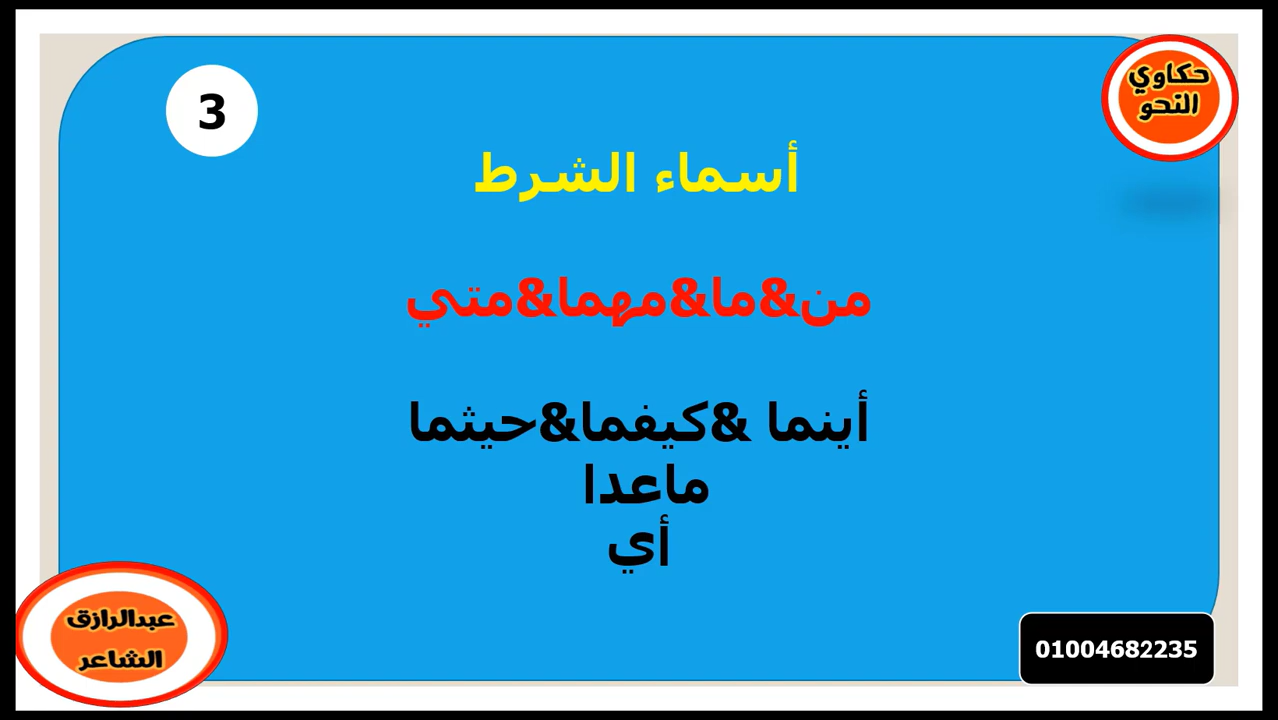 حكاوي
النحو
3
أسماء الشرط
من&ما&مهما&متي
أينما &كيفما&حيثما
ماعدا
أي
عبدالرازق
الشاعر
01004682235